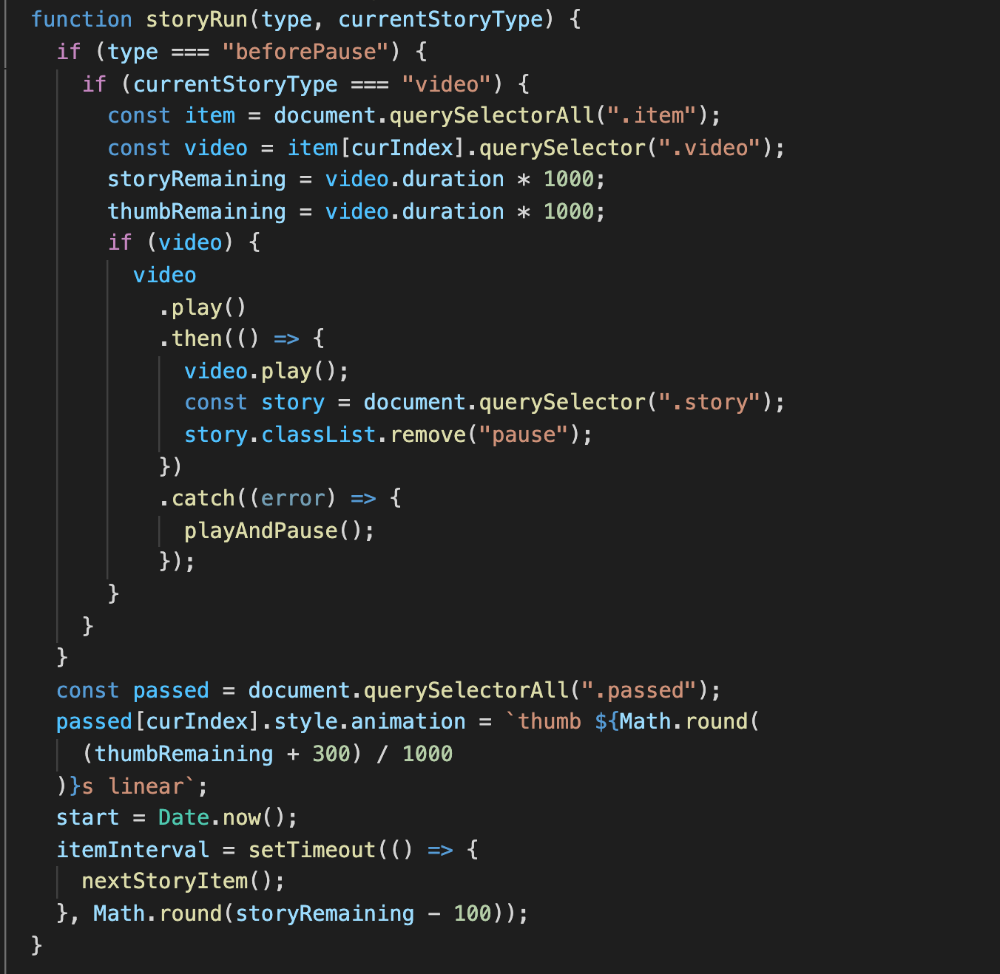 function storyRun(type, currentStoryType) {
  if (type === "beforePause") {
    if (currentStoryType === "video") {
      const item = document.querySelectorAll(".item");
      const video = item[curIndex].querySelector(".video");
      storyRemaining = video.duration * 1000;
      thumbRemaining = video.duration * 1000;
      if (video) {
        video
          .play()
          .then(() => {
            video.play();
            const story = document.querySelector(".story");
            story.classList.remove("pause");
          })
          .catch((error) => {
            playAndPause();
          });
      }
    }
  }
  const passed = document.querySelectorAll(".passed");
  passed[curIndex].style.animation = `thumb ${Math.round(
    (thumbRemaining + 300) / 1000
  )}s linear`;
  start = Date.now();
  itemInterval = setTimeout(() => {
    nextStoryItem();
  }, Math.round(storyRemaining - 100));
}